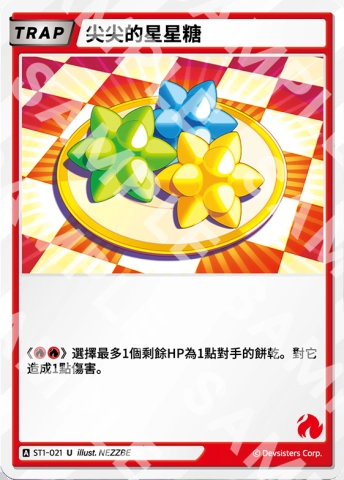 TRAP 尖尖的星星糖
《🔥🔥》選擇最多1個剩餘HP為1點對手的餅乾。對它
造成1點傷害。
A ST1-021 U illust. NEZZBE
© Devsisters Corp.
SAMPLE